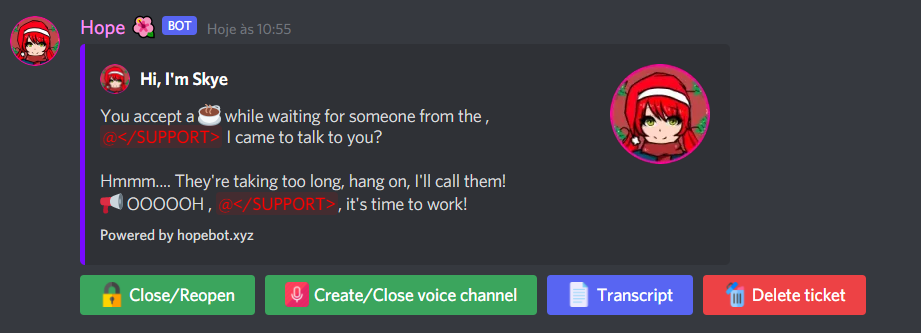 Hope 🌺 BOT Hoje às 10:55
Hi, I'm Skye
You accept a ☕ while waiting for someone from the ,
@</SUPPORT> I came to talk to you?
Hmmm.... They're taking too long, hang on, I'll call them!
📢 OOOOOH , @</SUPPORT> , it's time to work!
Powered by hopebot.xyz
Close/Reopen
Create/Close voice channel
Transcript
Delete ticket